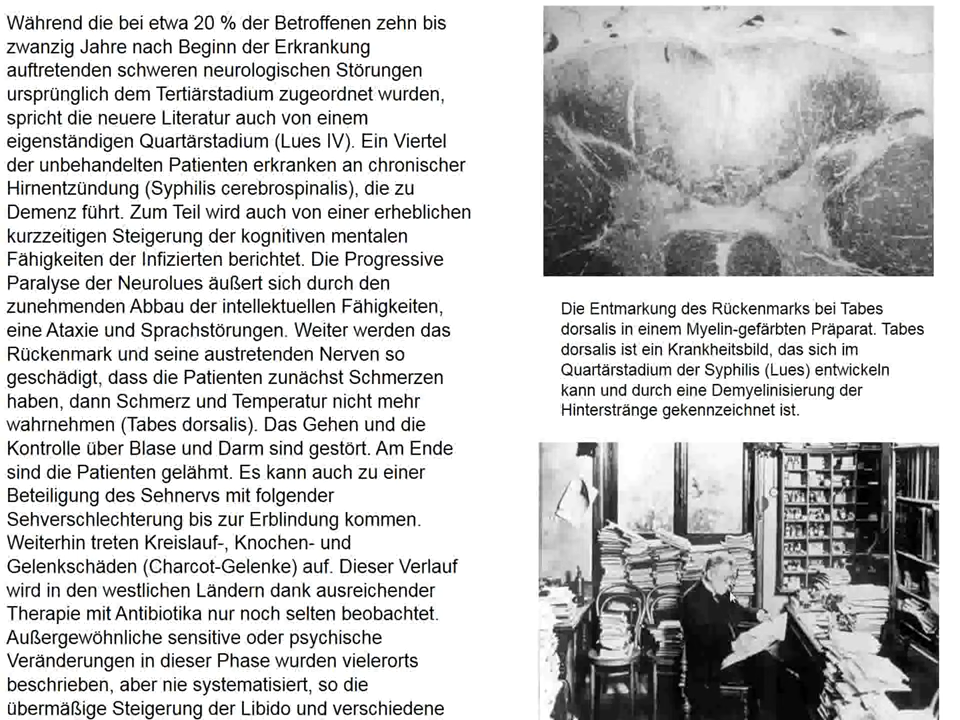 Während die bei etwa 20 % der Betroffenen zehn bis
zwanzig Jahre nach Beginn der Erkrankung
auftretenden schweren neurologischen Störungen
ursprünglich dem Tertiärstadium zugeordnet wurden,
spricht die neuere Literatur auch von einem
eigenständigen Quartärstadium (Lues IV). Ein Viertel
der unbehandelten Patienten erkranken an chronischer
Hirnentzündung (Syphilis cerebrospinalis), die zu
Demenz führt. Zum Teil wird auch von einer erheblichen
kurzzeitigen Steigerung der kognitiven mentalen
Fähigkeiten der Infizierten berichtet. Die Progressive
Paralyse der Neurolues äußert sich durch den
zunehmenden Abbau der intellektuellen Fähigkeiten,
eine Ataxie und Sprachstörungen. Weiter werden das
Rückenmark und seine austretenden Nerven so
geschädigt, dass die Patienten zunächst Schmerzen
haben, dann Schmerz und Temperatur nicht mehr
wahrnehmen (Tabes dorsalis). Das Gehen und die
Kontrolle über Blase und Darm sind gestört. Am Ende
sind die Patienten gelähmt. Es kann auch zu einer
Beteiligung des Sehnervs mit folgender
Sehverschlechterung bis zur Erblindung kommen.
Weiterhin treten Kreislauf-, Knochen- und
Gelenkschäden (Charcot-Gelenke) auf. Dieser Verlauf
wird in den westlichen Ländern dank ausreichender
Therapie mit Antibiotika nur noch selten beobachtet.
Außergewöhnliche sensitive oder psychische
Veränderungen in dieser Phase wurden vielerorts
beschrieben, aber nie systematisiert, so die
übermäßige Steigerung der Libido und verschiedene
Die Entmarkung des Rückenmarks bei Tabes
dorsalis in einem Myelin-gefärbten Präparat. Tabes
dorsalis ist ein Krankheitsbild, das sich im
Quartärstadium der Syphilis (Lues) entwickeln
kann und durch eine Demyelinisierung der
Hinterstränge gekennzeichnet ist.